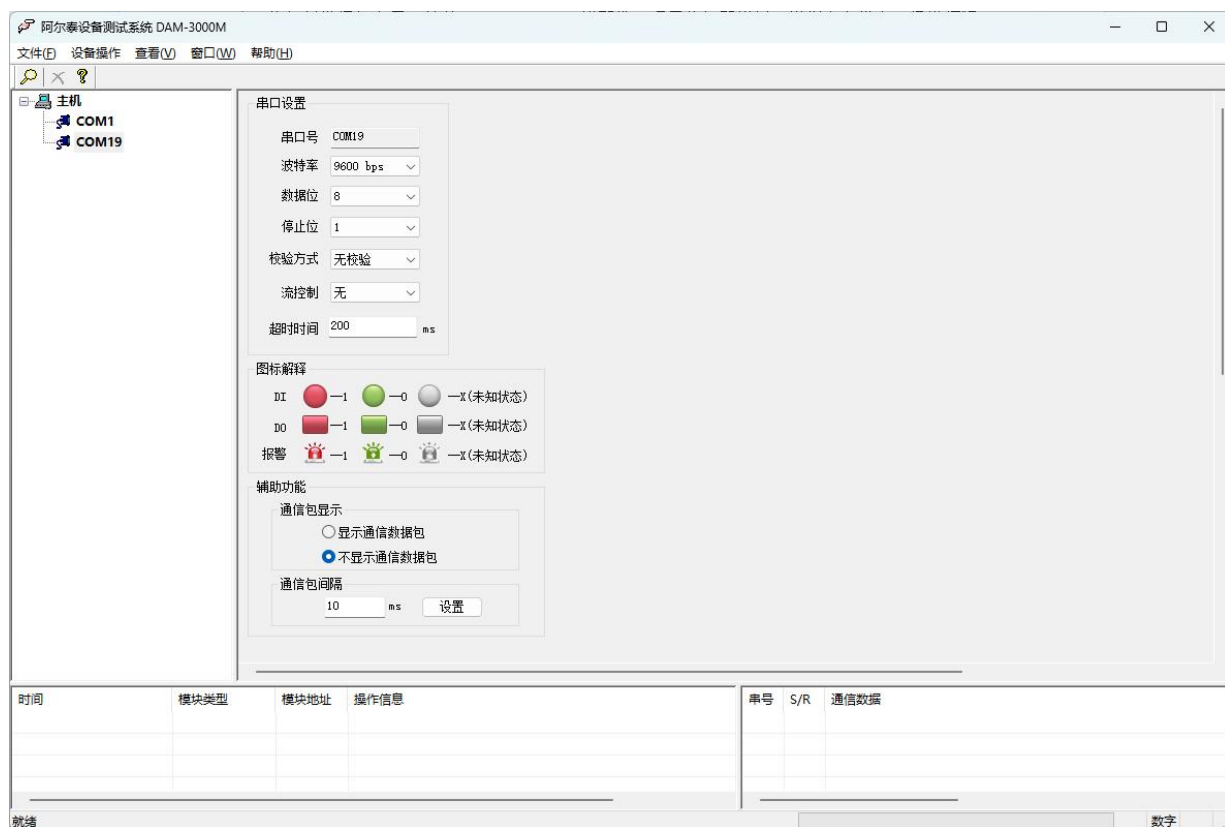 阿尔泰设备测试系统 DAM-3000M
文件(F) 设备操作 查看(V) 窗口(W) 帮助(H)
主机
COM1
COM19
串口设置
串口号 COM19
波特率 9600 bps
数据位 8
停止位 1
校验方式 无校验
流控制 无
超时时间 200 ms
图标解释
DI —1 —0 —X(未知状态)
DO —1 —0 —X(未知状态)
报警 —1 —0 —X(未知状态)
辅助功能
通信包显示
显示通信数据包
不显示通信数据包
通信包间隔
10 ms 设置
时间 模块类型 模块地址 操作信息
串号 S/R 通信数据
就绪 数字